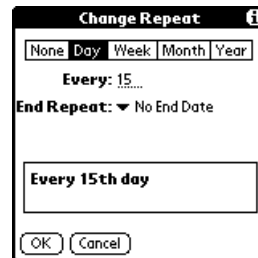 Change Repeat i
None Day Week Month Year
Every: 15
End Repeat: No End Date
Every 15th day
OK Cancel